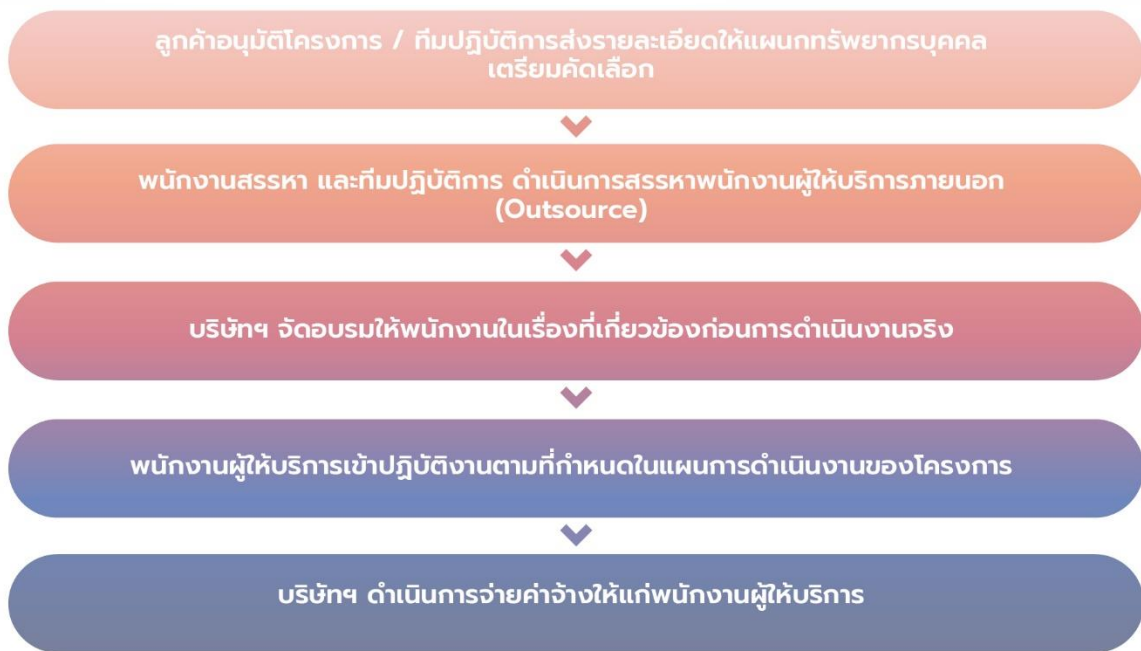 ลูกค้าอนุมัติโครงการ / ทีมปฏิบัติการส่งรายละเอียดให้แผนกทรัพยากรบุคคล
เตรียมคัดเลือก
พนักงานสรรหา และทีมปฏิบัติการ ดำเนินการสรรหาพนักงานผู้ให้บริการภายนอก
(Outsource)
บริษัทฯ จัดอบรมให้พนักงานในเรื่องที่เกี่ยวข้องก่อนการดำเนินงานจริง
พนักงานผู้ให้บริการเข้าปฏิบัติงานตามที่กำหนดในแผนการดำเนินงานของโครงการ
บริษัทฯ ดำเนินการจ่ายค่าจ้างให้แก่พนักงานผู้ให้บริการ